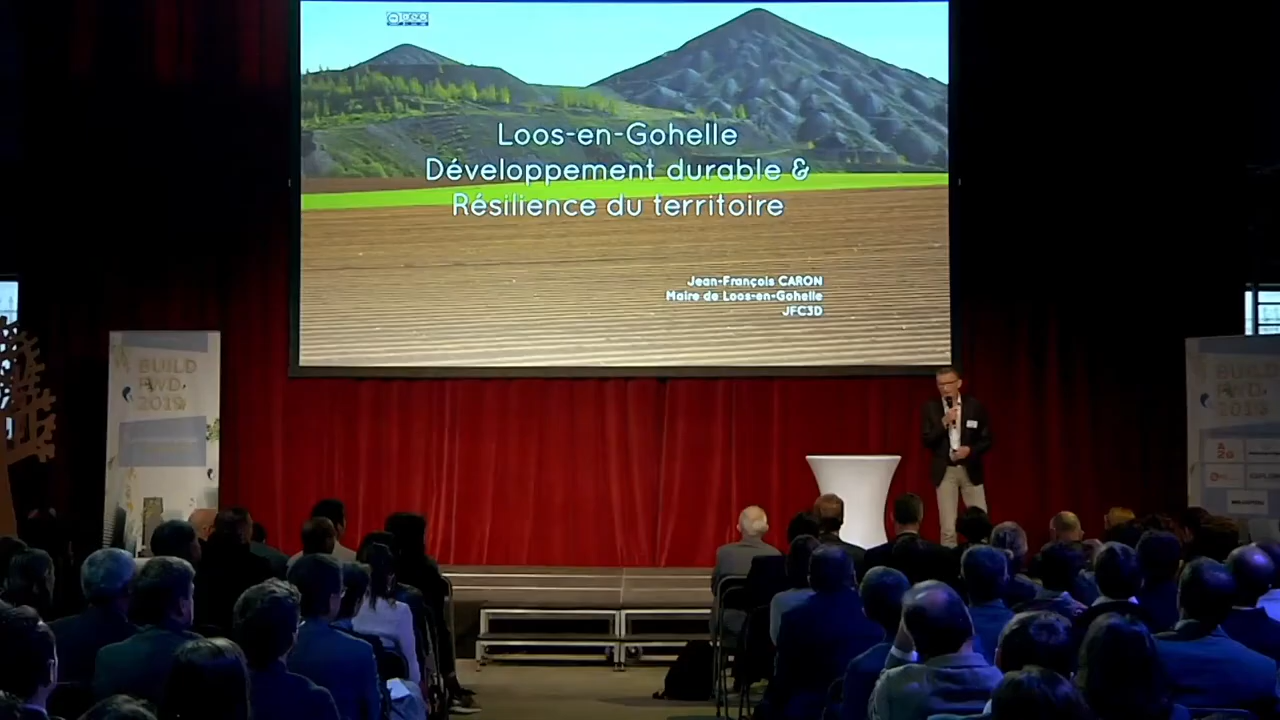 Loos-en-Gohelle
Développement durable &
Résilience du territoire
Jean-François CARON
Maire de Loos-en-Gohelle
JFC3D
BUILD
FWD.
2019
BUILD
FWD.
2019